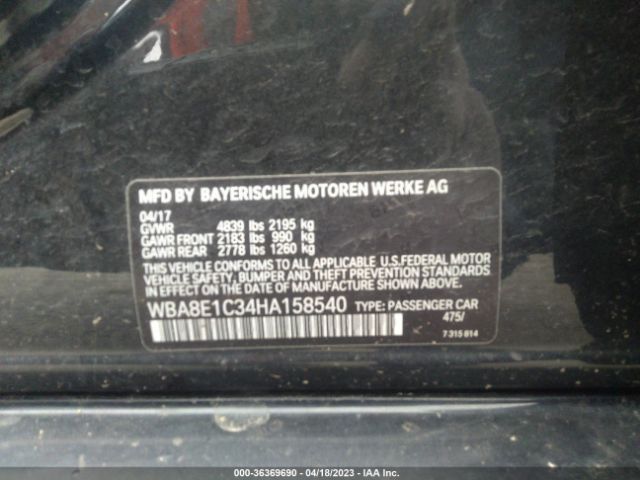 MFD BY BAYERISCHE MOTOREN WERKE AG
04/17
GVWR 4839 lbs 2195 kg
GAWR FRONT 2183 lbs 990 kg
GAWR REAR 2778 lbs 1260 kg
THIS VEHICLE CONFORMS TO ALL APPLICABLE U.S.FEDERAL MOTOR
VEHICLE SAFETY, BUMPER AND THEFT PREVENTION STANDARDS
IN EFFECT ON THE DATE OF MANUFACTURE SHOWN ABOVE.
WBA8E1C34HA158540 TYPE: PASSENGER CAR
475/
7 315 814
000-36369690 - 04/18/2023 - IAA Inc.